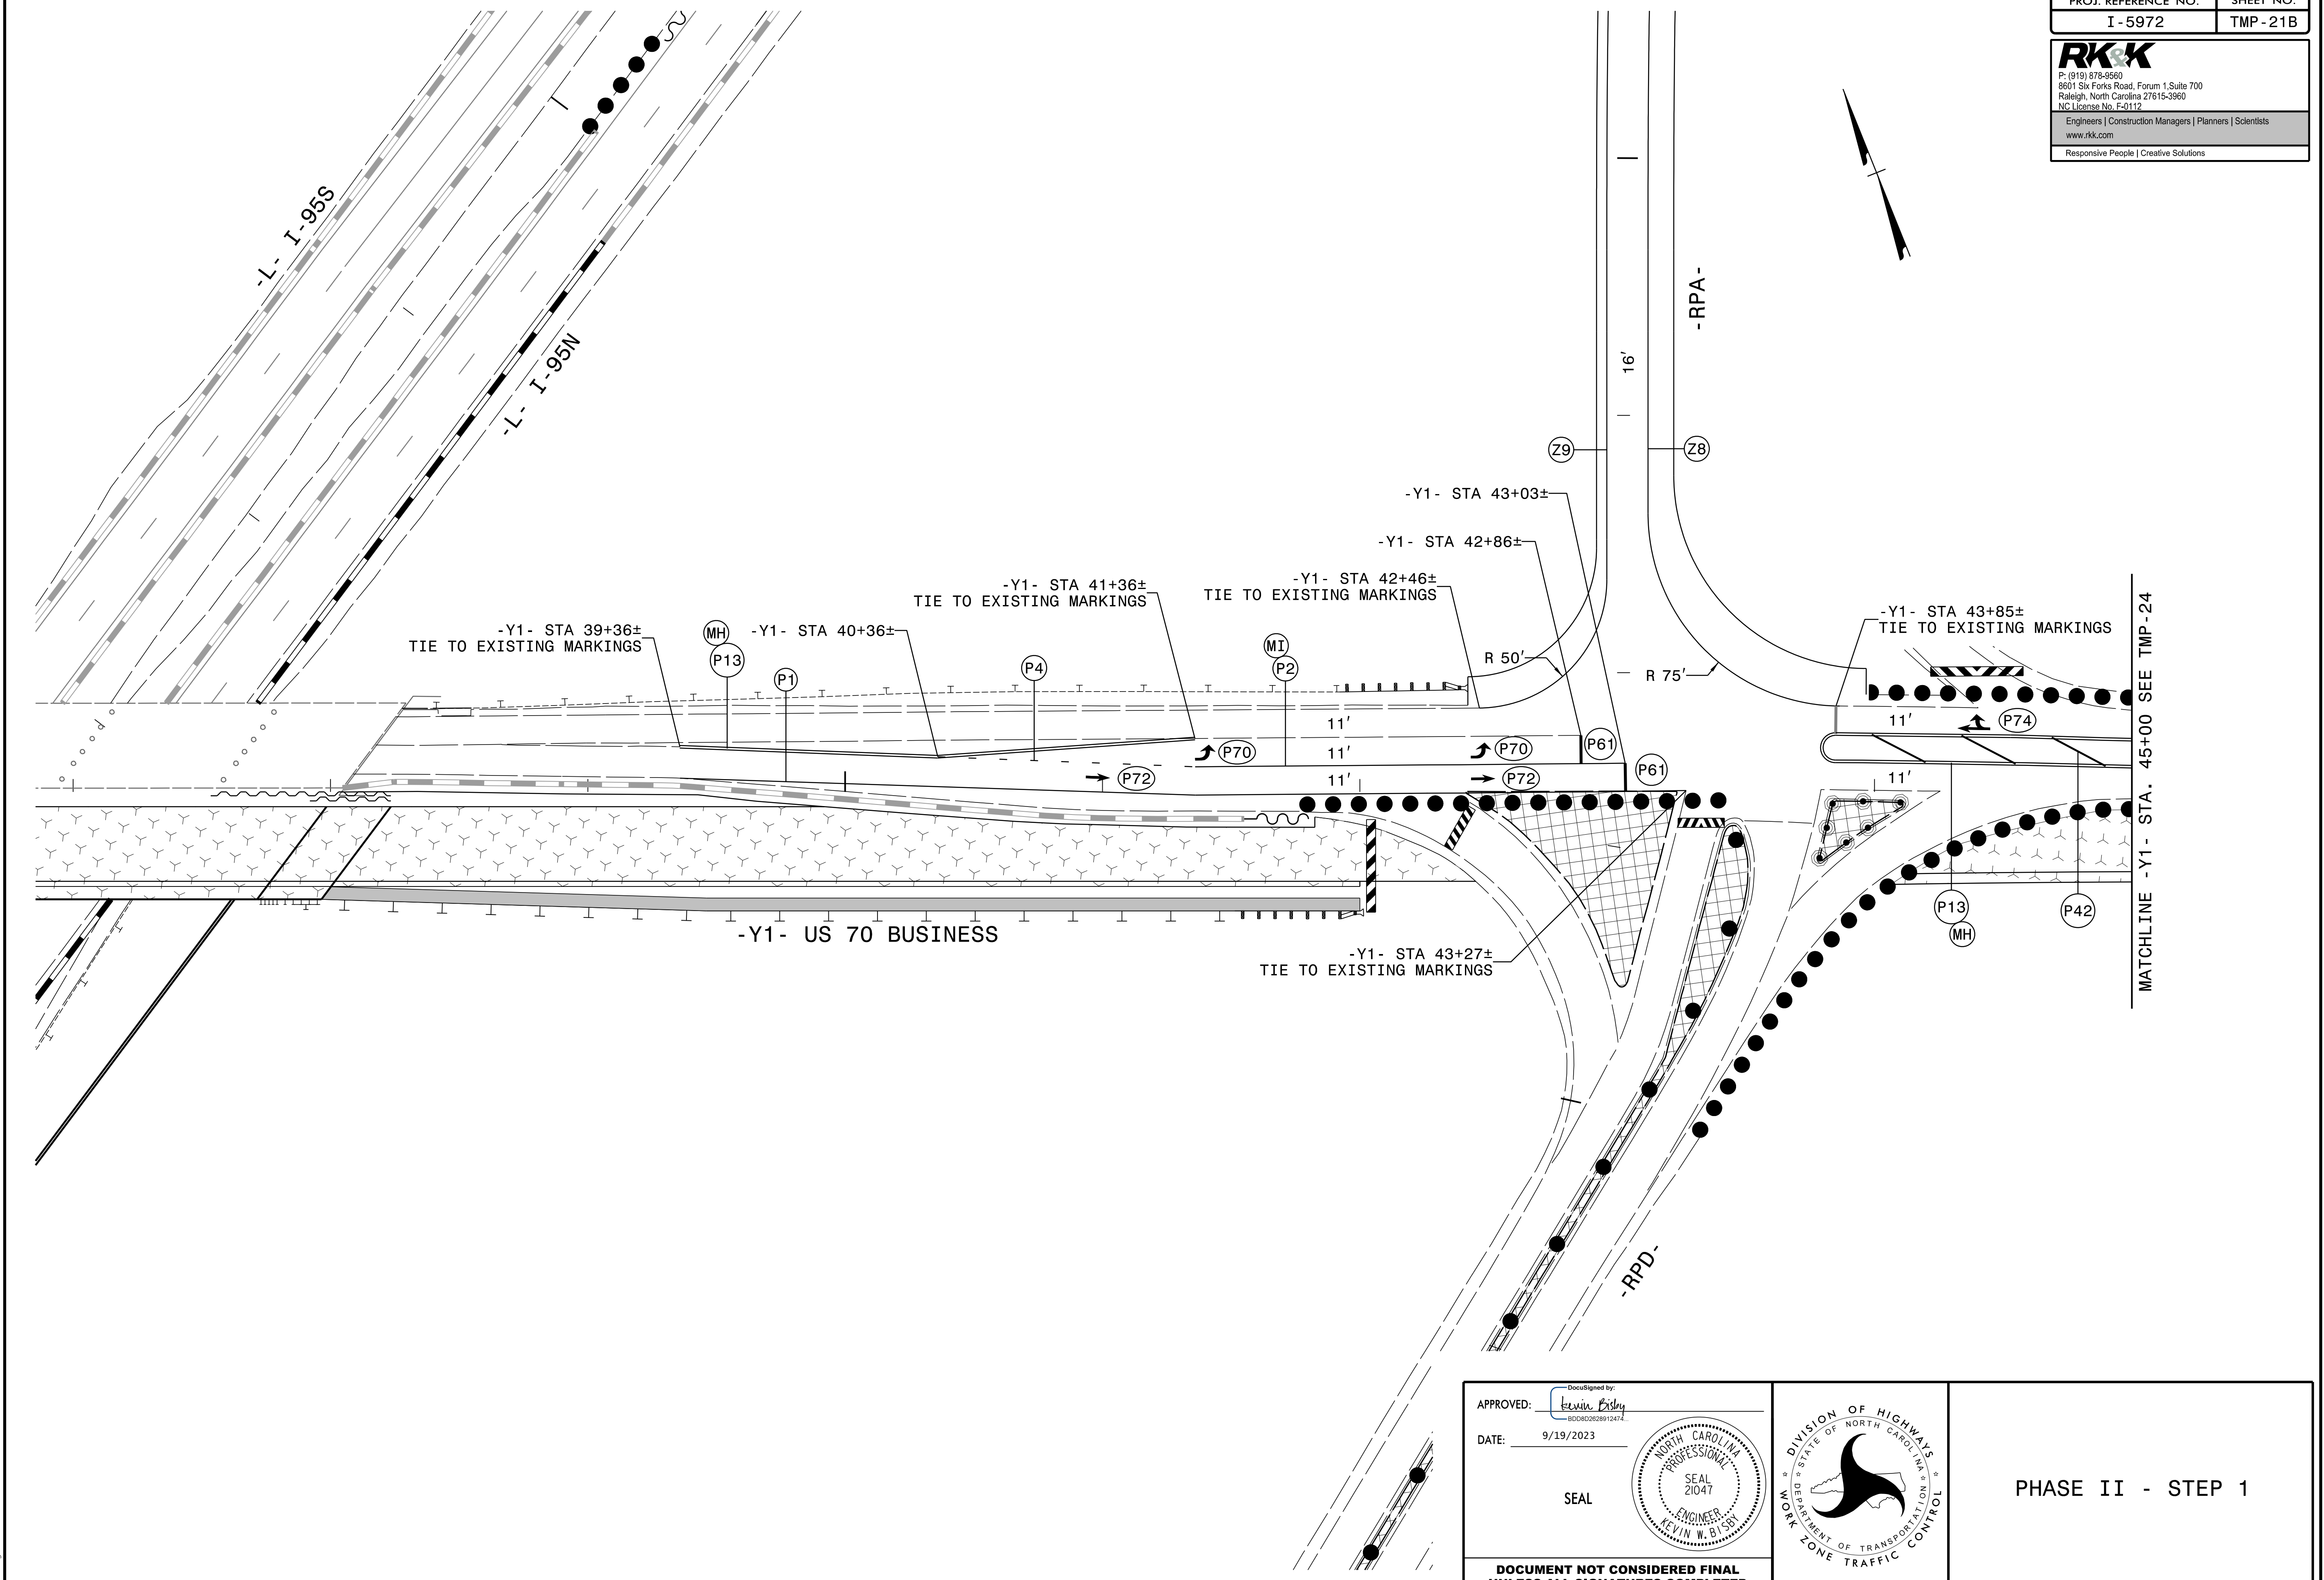 PROJ. REFERENCE NO.
SHEET NO.
I-5972
TMP-21B
RK&K
P: (919) 878-9560
8601 Six Forks Road, Forum 1,Suite 700
Raleigh, North Carolina 27615-3960
NC License No. F-0112
Engineers | Construction Managers | Planners | Scientists
www.rkk.com
Responsive People | Creative Solutions
-L- I-95S
-L- I-95N
-RPA-
16'
Z9
Z8
-Y1- STA 43+03±
-Y1- STA 42+86±
-Y1- STA 41+36±
TIE TO EXISTING MARKINGS
-Y1- STA 42+46±
TIE TO EXISTING MARKINGS
-Y1- STA 43+85±
TIE TO EXISTING MARKINGS
-Y1- STA 39+36±
TIE TO EXISTING MARKINGS
MH
P13
-Y1- STA 40+36±
P1
P4
MI
P2
R 50'
R 75'
11'
11'
P74
P70
11'
P70
P61
P72
11'
P72
P61
11'
MATCHLINE -Y1- STA. 45+00 SEE TMP-24
P13
MH
P42
-Y1- US 70 BUSINESS
-Y1- STA 43+27±
TIE TO EXISTING MARKINGS
-RPD-
APPROVED:
DocuSigned by:
Kevin Bisby
BDD8D2628912474...
DATE:
9/19/2023
SEAL
NORTH CAROLINA
PROFESSIONAL
SEAL
21047
ENGINEER
KEVIN W. BISBY
DIVISION OF HIGHWAYS
STATE OF NORTH CAROLINA
DEPARTMENT OF TRANSPORTATION
WORK ZONE TRAFFIC CONTROL
PHASE II - STEP 1
DOCUMENT NOT CONSIDERED FINAL
UNLESS ALL SIGNATURES COMPLETED